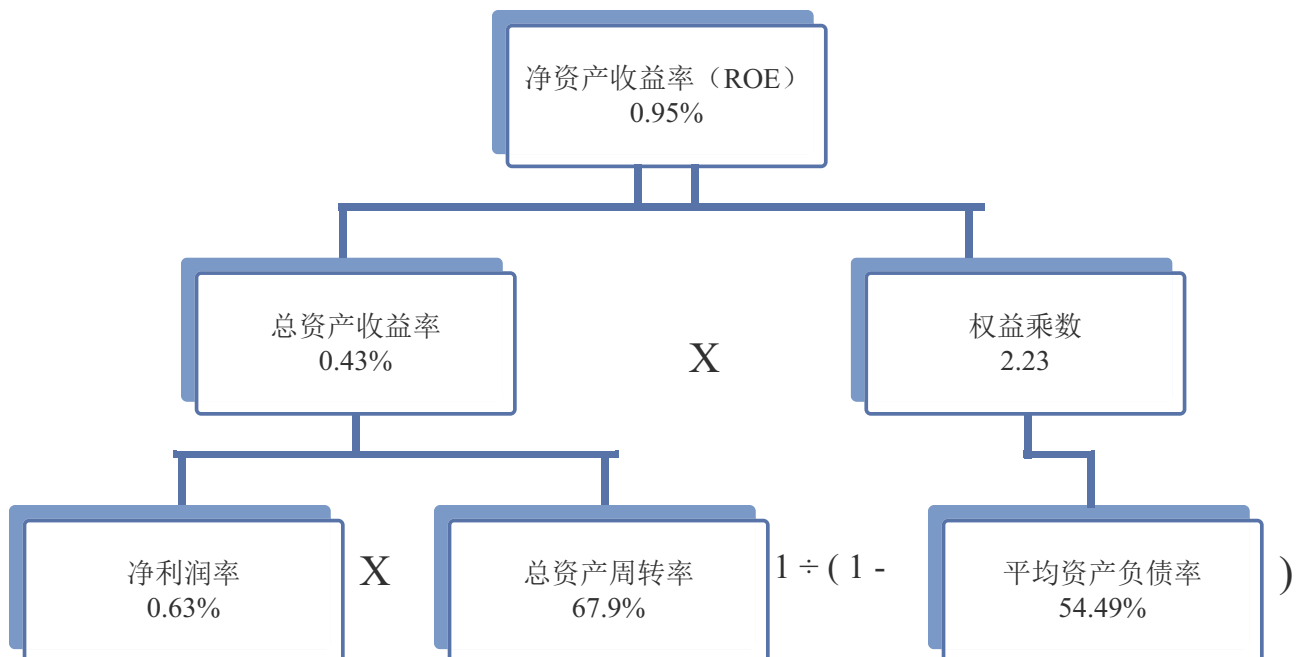 净资产收益率（ROE）
0.95%
总资产收益率
0.43%
X
权益乘数
2.23
净利润率
0.63%
X
总资产周转率
67.9%
1 ÷ ( 1 -
平均资产负债率
54.49%
)